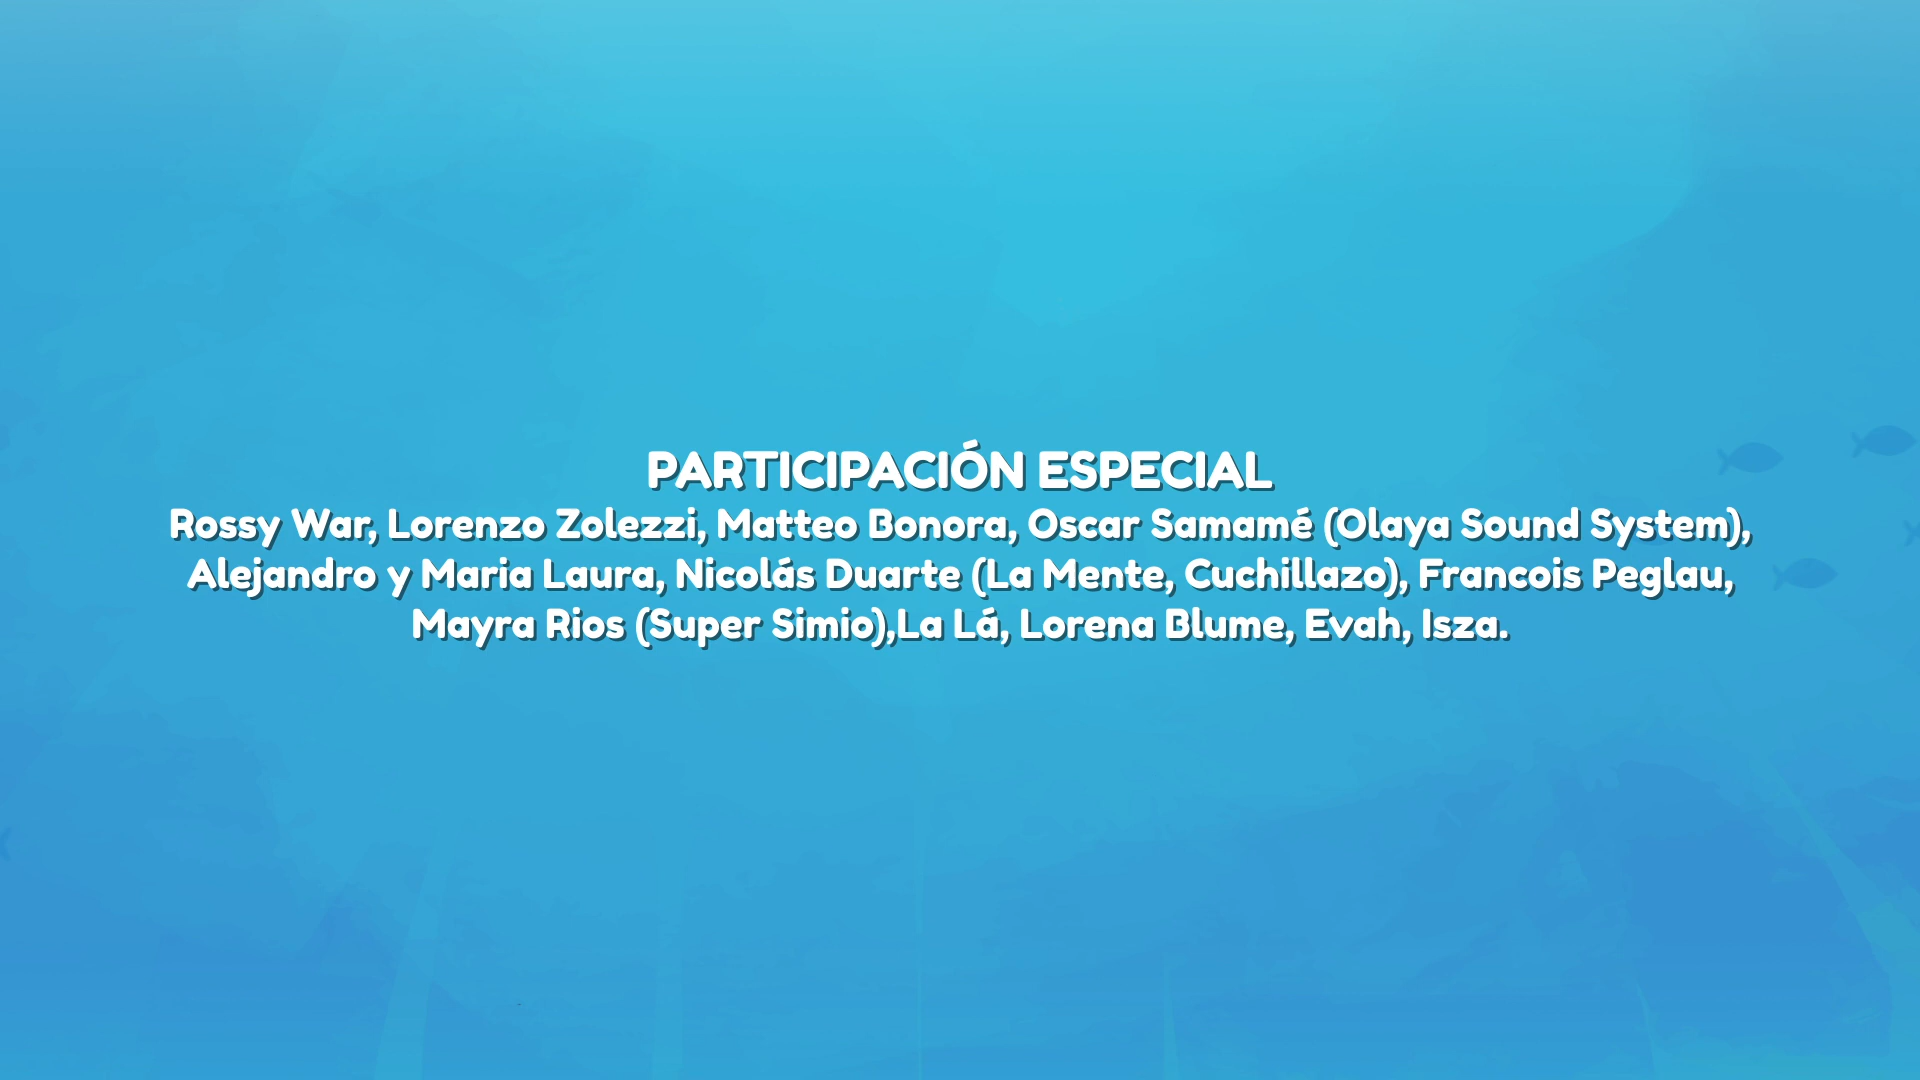 PARTICIPACIÓN ESPECIAL
Rossy War, Lorenzo Zolezzi, Matteo Bonora, Oscar Samamé (Olaya Sound System),
Alejandro y Maria Laura, Nicolás Duarte (La Mente, Cuchillazo), Francois Peglau,
Mayra Rios (Super Simio),La Lá, Lorena Blume, Evah, Isza.